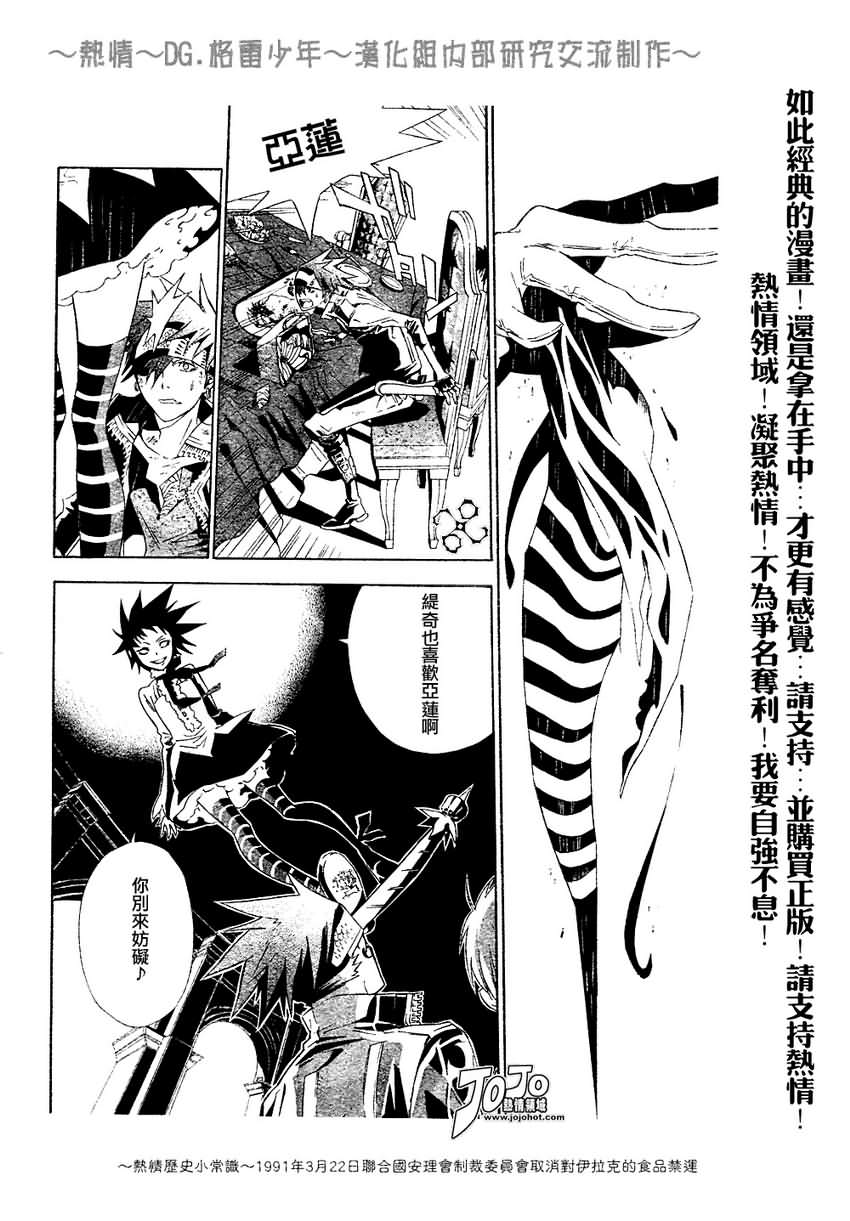 ～熱情～DG.格雷少年～漢化組内部研究交流制作～
如此經典的漫畫！還是拿在手中…才更有感覺…請支持…並購買正版！請支持熱情！
熱情領域！凝聚熱情！不為爭名奪利！我要自強不息！
亞蓮
緹奇也喜歡亞蓮啊
你別來妨礙♪
JOJO
熱情領域
www.jojohot.com
～熱情歷史小常識～1991年3月22日聯合國安理會制裁委員會取消對伊拉克的食品禁運